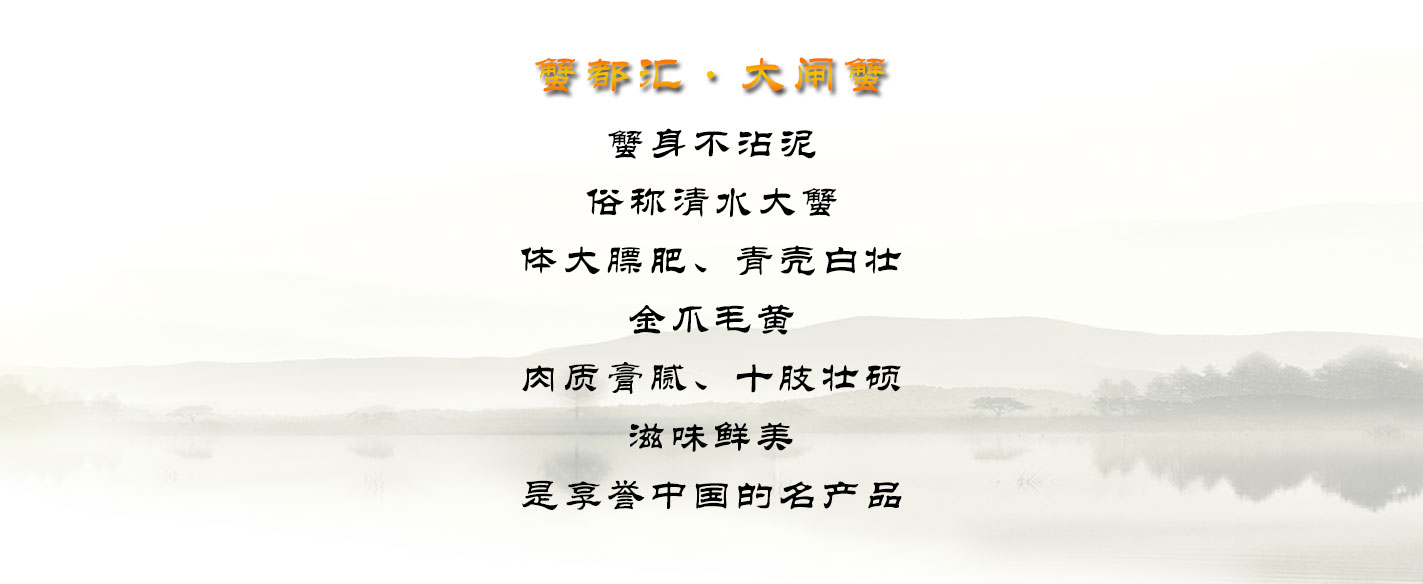 蟹都汇·大闸蟹
蟹身不沾泥
俗称清水大蟹
体大膘肥、青壳白壮
金爪毛黄
肉质膏腻、十肢壮硕
滋味鲜美
是享誉中国的名产品